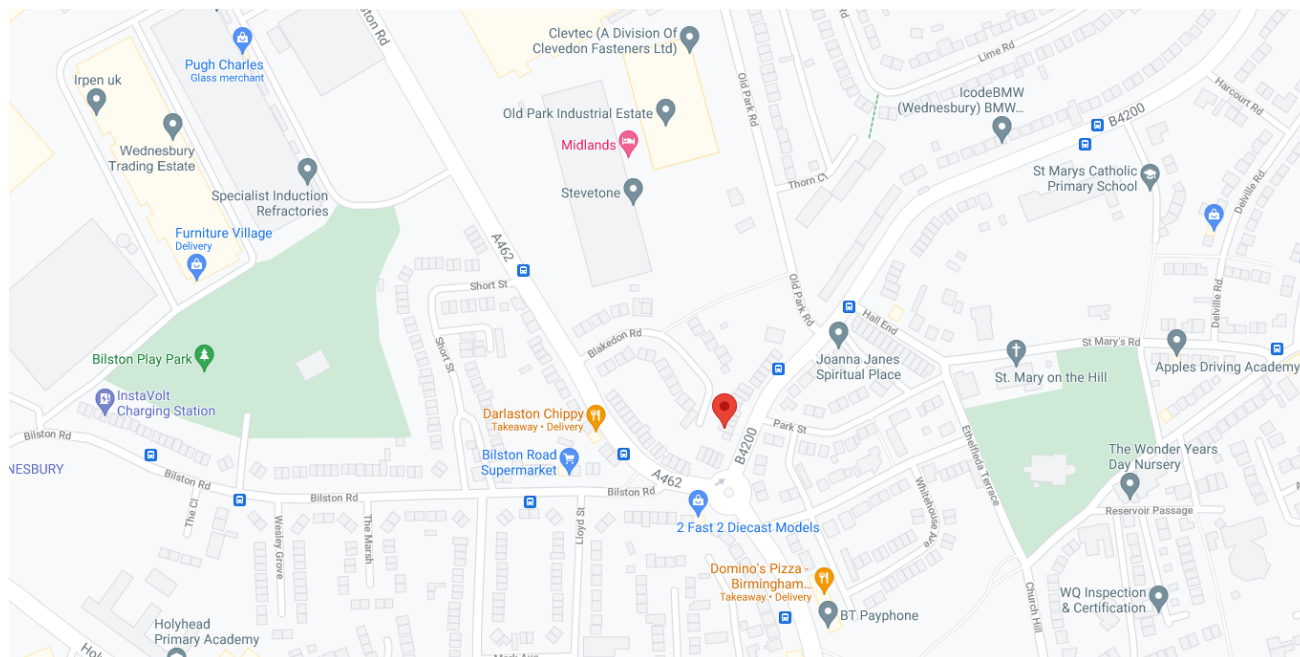 Clevtec (A Division Of
Clevedon Fasteners Ltd)
Pugh Charles
Glass merchant
Irpen uk
Lime Rd
Harcourt Rd
IcodeBMW
(Wednesbury) BMW...
B4200
Old Park Rd
Old Park Industrial Estate
Wednesbury
Trading Estate
Midlands
St Marys Catholic
Primary School
Thorn Cl
Stevetone
Specialist Induction
Refractories
Delville Rd
Furniture Village
Delivery
A462
Short St
Old Park Rd
Hall End
Delville Rd
Blakedon Rd
Short St
St Mary's Rd
Bilston Play Park
Joanna Janes
Spiritual Place
St. Mary on the Hill
Apples Driving Academy
InstaVolt
Charging Station
Darlaston Chippy
Takeaway • Delivery
Park St
Ethelfleda Terrace
Bilston Rd
B4200
Bilston Road
Supermarket
The Wonder Years
Day Nursery
NESBURY
Bilston Rd
A462
Bilston Rd
Bilston Rd
Whitehouse Ave
The Cl
Wesley Grove
The Marsh
Lloyd St
2 Fast 2 Diecast Models
Reservoir Passage
Domino's Pizza -
Birmingham...
Takeaway • Delivery
WQ Inspection
& Certification
BT Payphone
Church Hill
Holyhead
Primary Academy